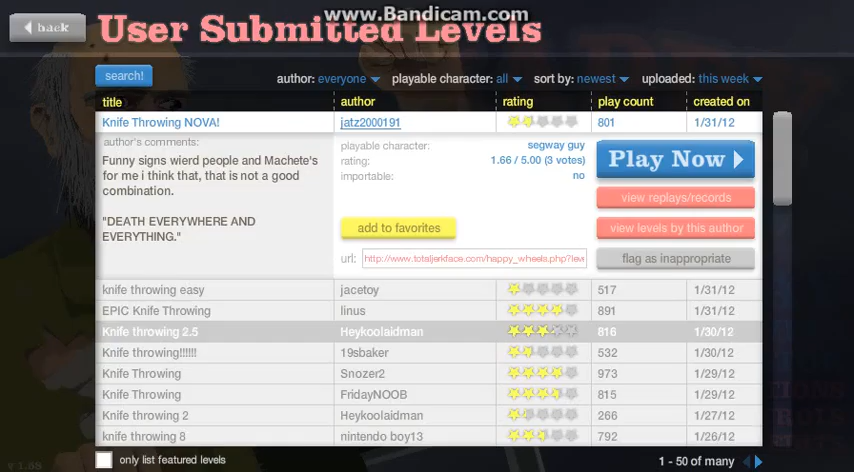 www.Bandicam.com
back
User Submitted Levels
search!
author: everyone playable character: all sort by: newest uploaded: this week
title author rating play count created on
Knife Throwing NOVA! jatz2000191 801 1/31/12
author's comments:
Funny signs wierd people and Machete's
for me i think that, that is not a good
combination.
"DEATH EVERYWHERE AND
EVERYTHING."
playable character: segway guy
rating: 1.66 / 5.00 (3 votes)
importable: no
add to favorites
url: http://www.totaljerkface.com/happy_wheels.php?leve
Play Now
view replays/records
view levels by this author
flag as inappropriate
knife throwing easy jacetoy 517 1/31/12
EPIC Knife Throwing linus 891 1/31/12
Knife throwing 2.5 Heykoolaidman 816 1/30/12
knife throwing!!!!!! 19sbaker 532 1/30/12
Knife Throwing Snozer2 973 1/29/12
Knife Throwing FridayNOOB 815 1/29/12
Knife throwing 2 Heykoolaidman 266 1/27/12
knife throwing 8 nintendo boy13 792 1/26/12
only list featured levels
1 - 50 of many